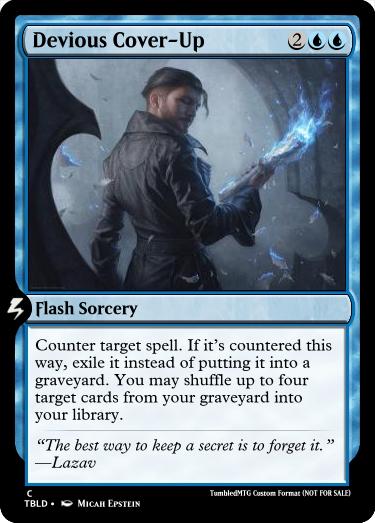 Devious Cover-Up 2
Flash Sorcery
Counter target spell. If it's countered this
way, exile it instead of putting it into a
graveyard. You may shuffle up to four
target cards from your graveyard into
your library.
"The best way to keep a secret is to forget it."
—Lazav
C
TBLD • Micah Epstein
TumbledMTG Custom Format (NOT FOR SALE)